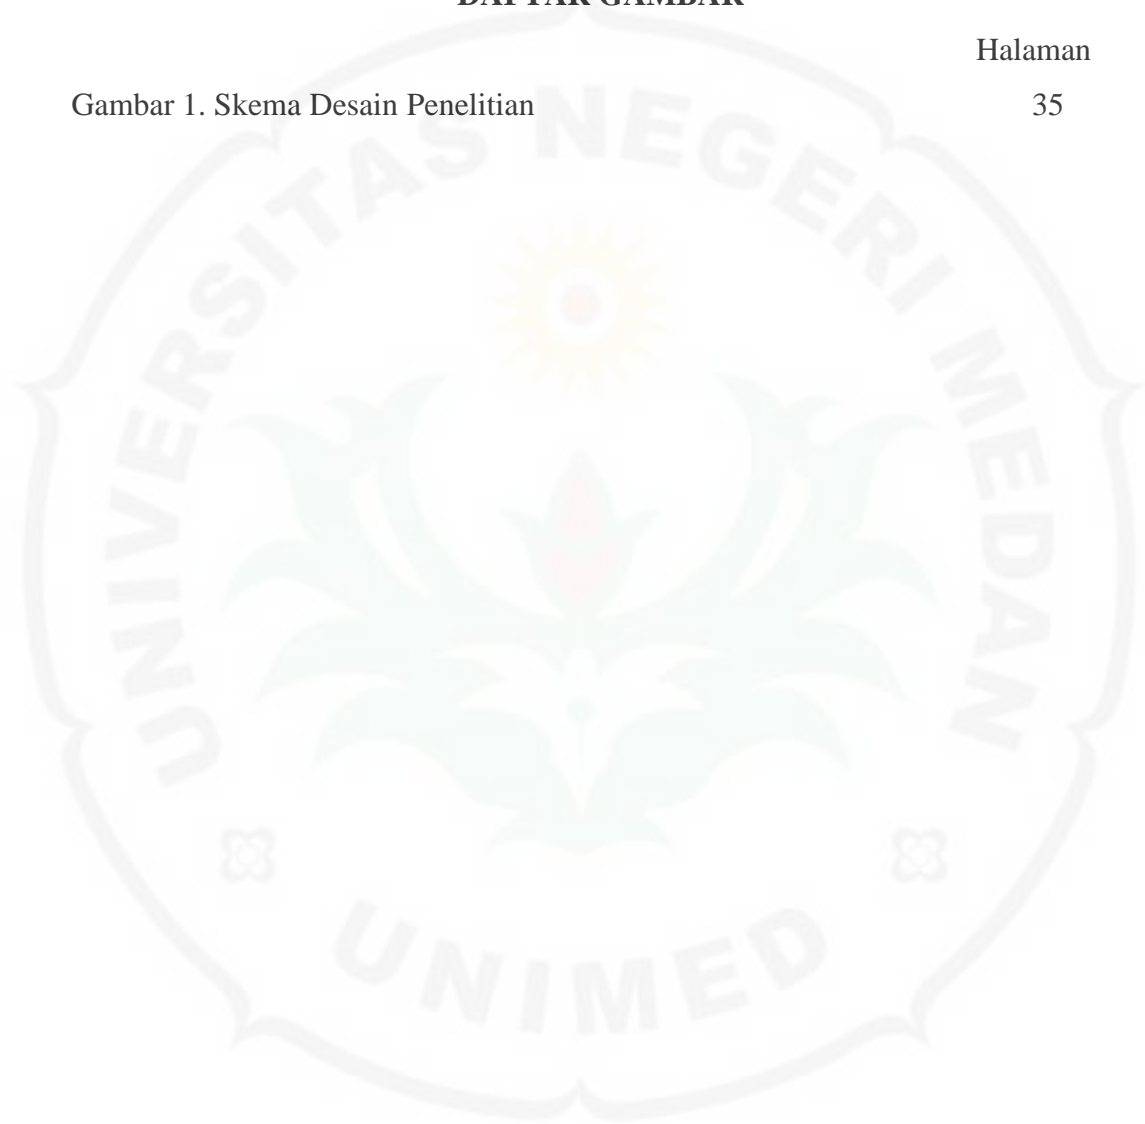 DAFTAR GAMBAR
Halaman
Gambar 1. Skema Desain Penelitian 35
UNIVERSITAS NEGERI MEDAN
UNIMED